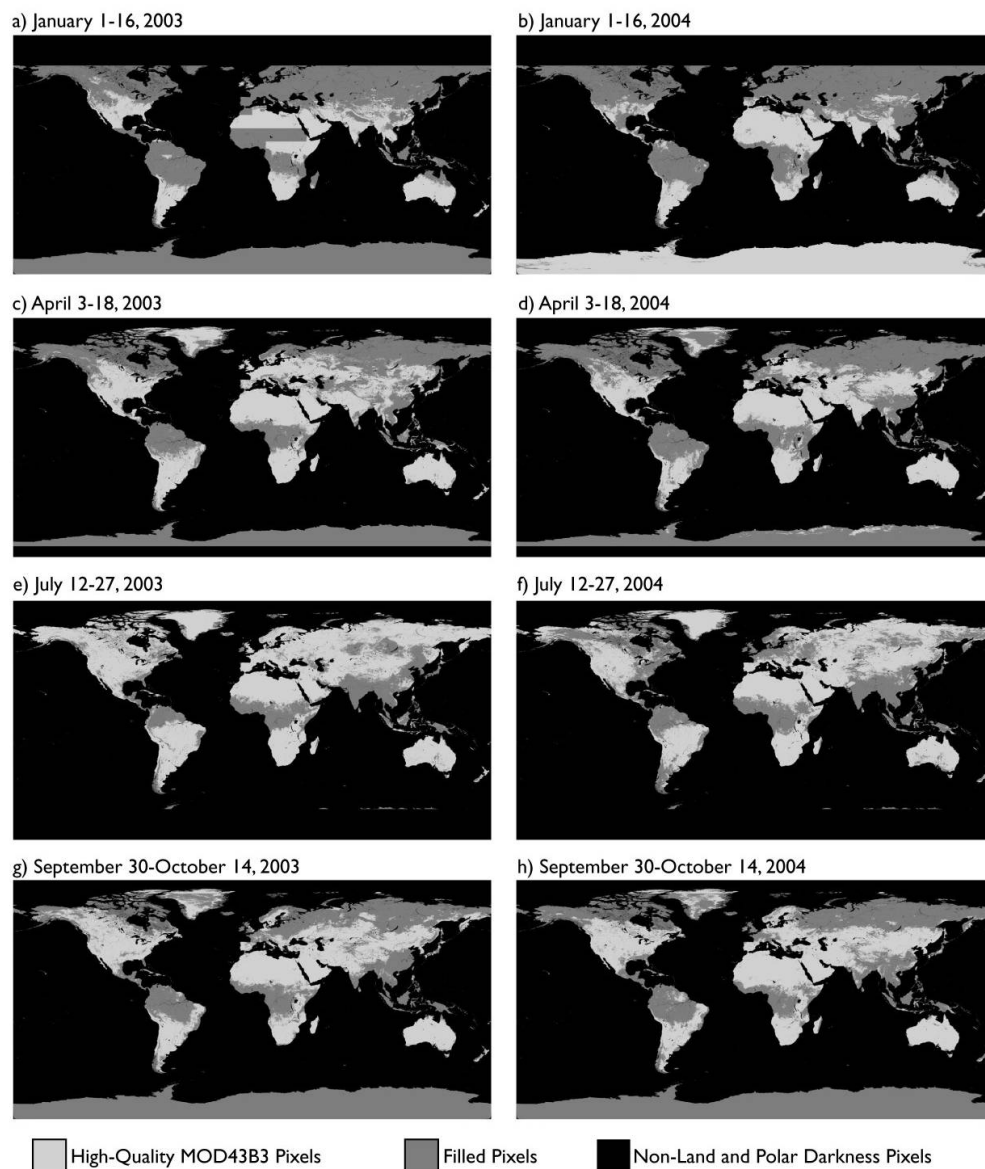 a) January 1-16, 2003
b) January 1-16, 2004
c) April 3-18, 2003
d) April 3-18, 2004
e) July 12-27, 2003
f) July 12-27, 2004
g) September 30-October 14, 2003
h) September 30-October 14, 2004
High-Quality MOD43B3 Pixels
Filled Pixels
Non-Land and Polar Darkness Pixels